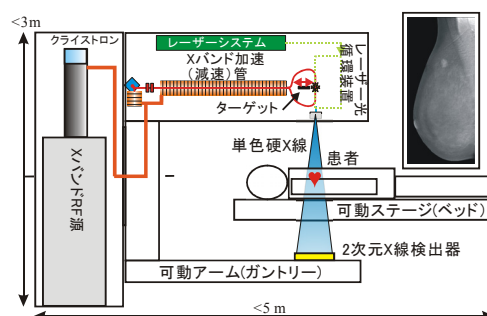 <3m
クライストロン
レーザーシステム
Xバンド加速
(減速)管
レーザー光
循環装置
ターゲット
単色硬X線
患者
XバンドRF源
可動ステージ(ベッド)
2次元X線検出器
可動アーム(ガントリー)
<5 m